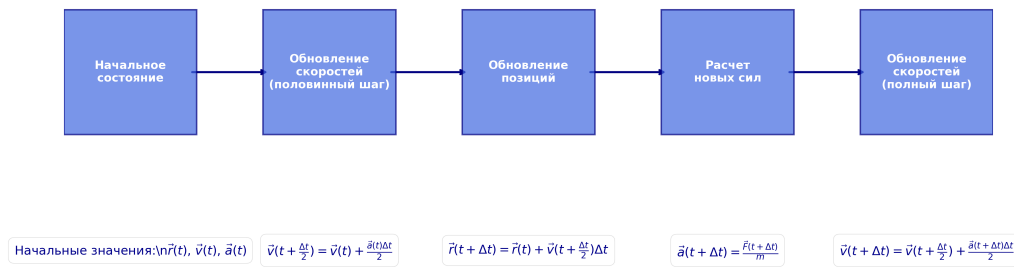 Начальное
состояние
Обновление
скоростей
(половинный шаг)
Обновление
позиций
Расчет
новых сил
Обновление
скоростей
(полный шаг)
Начальные значения:\n$\vec{r}(t)$, $\vec{v}(t)$, $\vec{a}(t)$
$\vec{v}(t+\frac{\Delta t}{2})=\vec{v}(t)+\frac{\vec{a}(t)\Delta t}{2}$
$\vec{r}(t+\Delta t)=\vec{r}(t)+\vec{v}(t+\frac{\Delta t}{2})\Delta t$
$\vec{a}(t+\Delta t)=\frac{\vec{F}(t+\Delta t)}{m}$
$\vec{v}(t+\Delta t)=\vec{v}(t+\frac{\Delta t}{2})+\frac{\vec{a}(t+\Delta t)\Delta t}{2}$